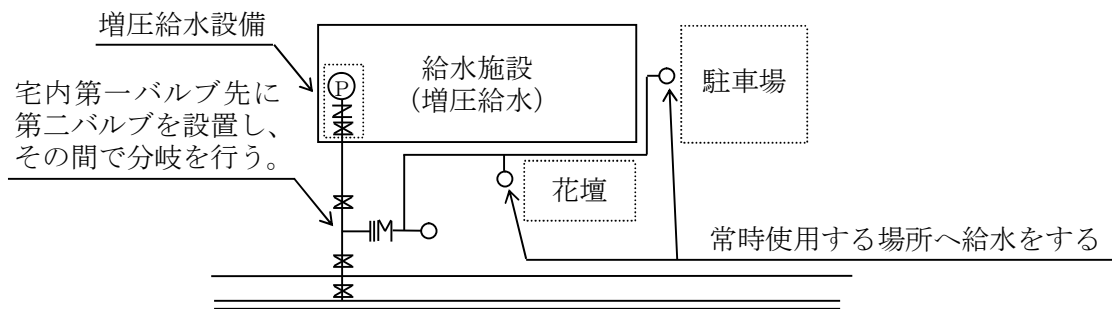 増圧給水設備
給水施設
（増圧給水）
駐車場
P
宅内第一バルブ先に
第二バルブを設置し、
その間で分岐を行う。
花壇
M
常時使用する場所へ給水をする